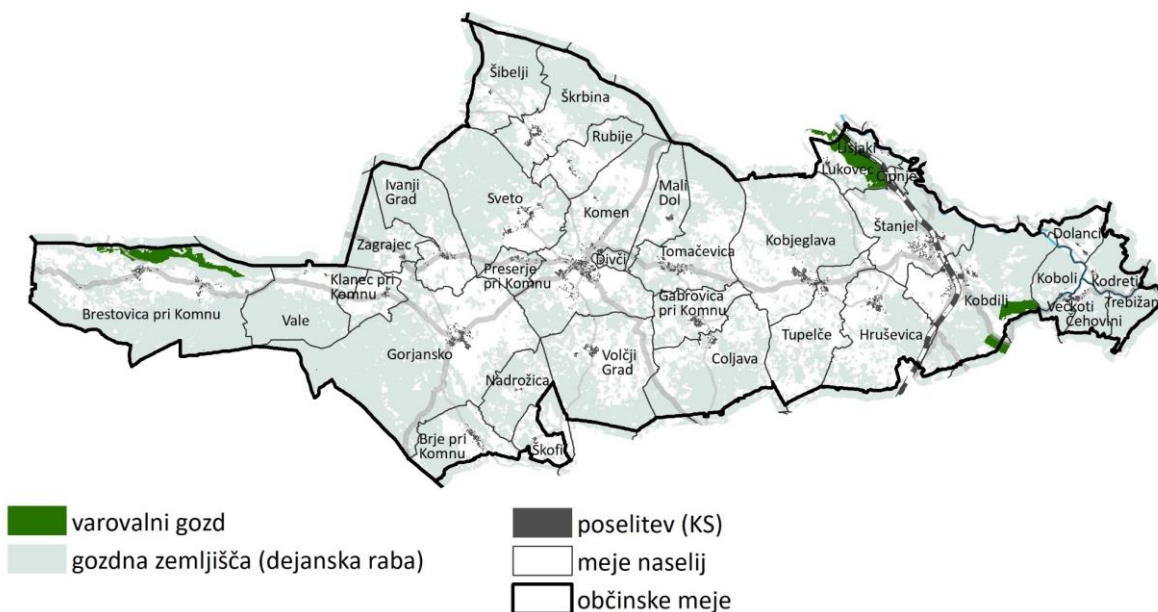 Šibelji
Škrbina
Rubije
Ušjaki
Lukovec
Čipnje
Ivanji
Grad
Mali
Dol
Sveto
Komen
Štanjel
Dolanci
Zagrajec
Kobjeglava
Divči
Tomačevica
Klanec pri
Komnu
Preserje
pri Komnu
Koboli
Kodreti
Brestovica pri Komnu
Vale
Gabrovica
pri Komnu
Kobdilj
Večkoti
Trebižani
Čehovini
Gorjansko
Volčji
Grad
Coljava
Tupelče
Hruševica
Nadrožica
Brje pri
Komnu
Škofi
varovalni gozd
gozdna zemljišča (dejanska raba)
poselitev (KS)
meje naselij
občinske meje